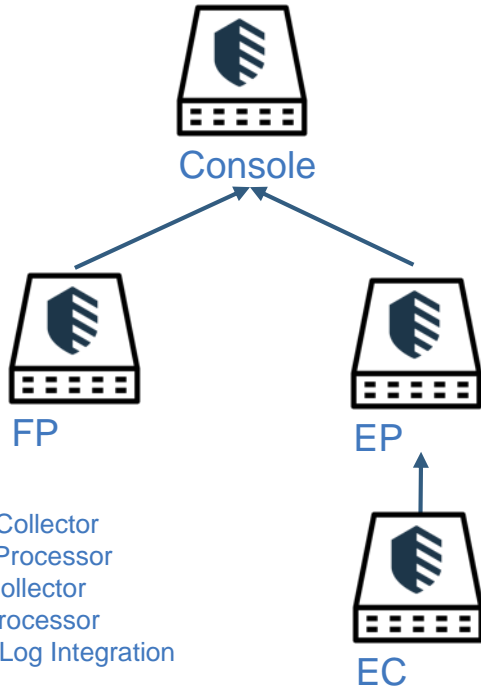 Console
FP
EP
Collector
Processor
ollector
rocessor
Log Integration
EC